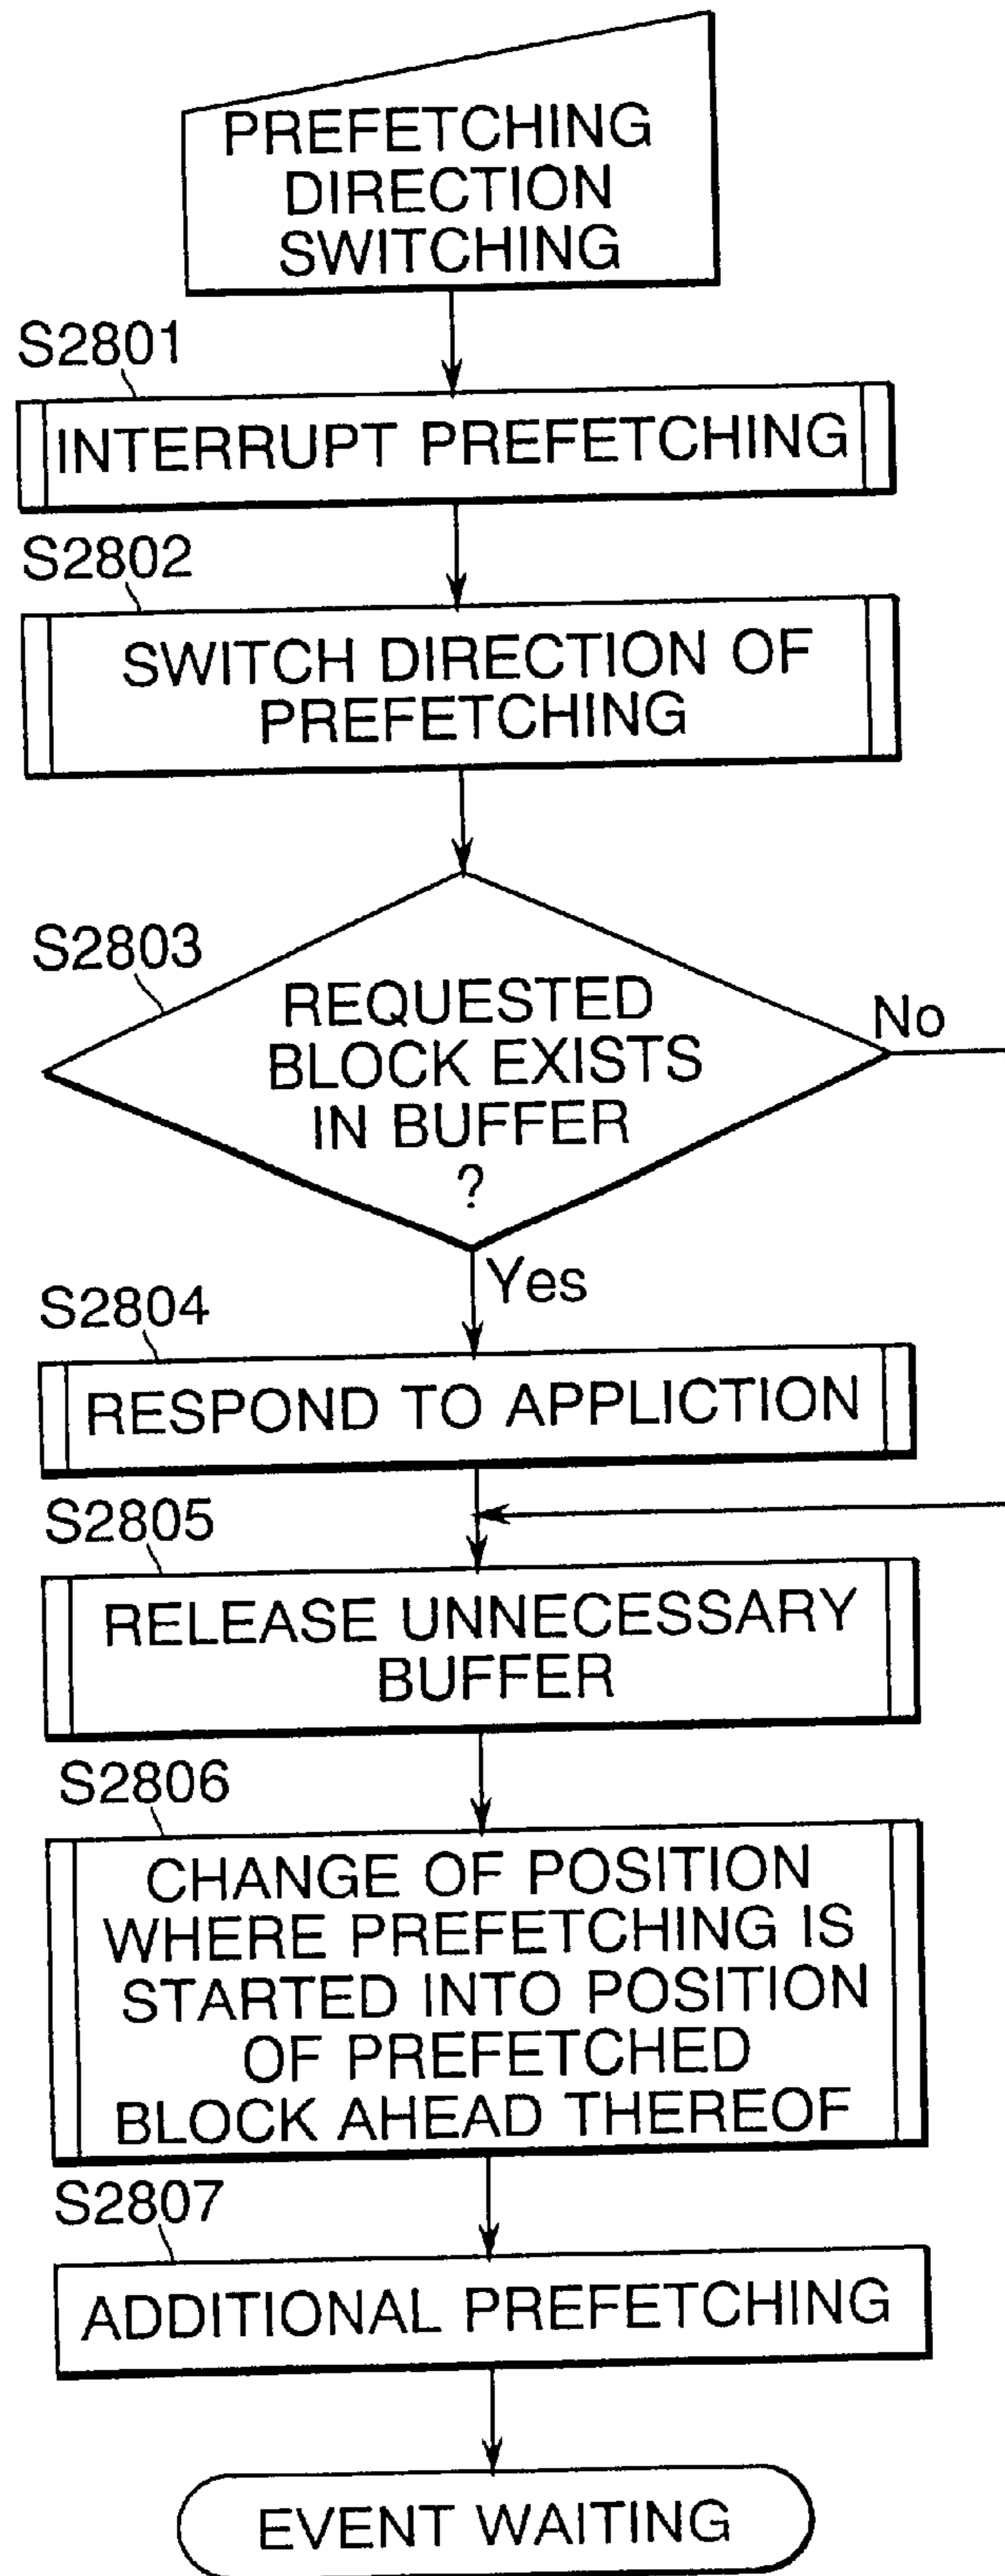 PREFETCHING
DIRECTION
SWITCHING
S2801
INTERRUPT PREFETCHING
S2802
SWITCH DIRECTION OF
PREFETCHING
S2803
REQUESTED
BLOCK EXISTS
IN BUFFER
?
No
Yes
S2804
RESPOND TO APPLICTION
S2805
RELEASE UNNECESSARY
BUFFER
S2806
CHANGE OF POSITION
WHERE PREFETCHING IS
STARTED INTO POSITION
OF PREFETCHED
BLOCK AHEAD THEREOF
S2807
ADDITIONAL PREFETCHING
EVENT WAITING